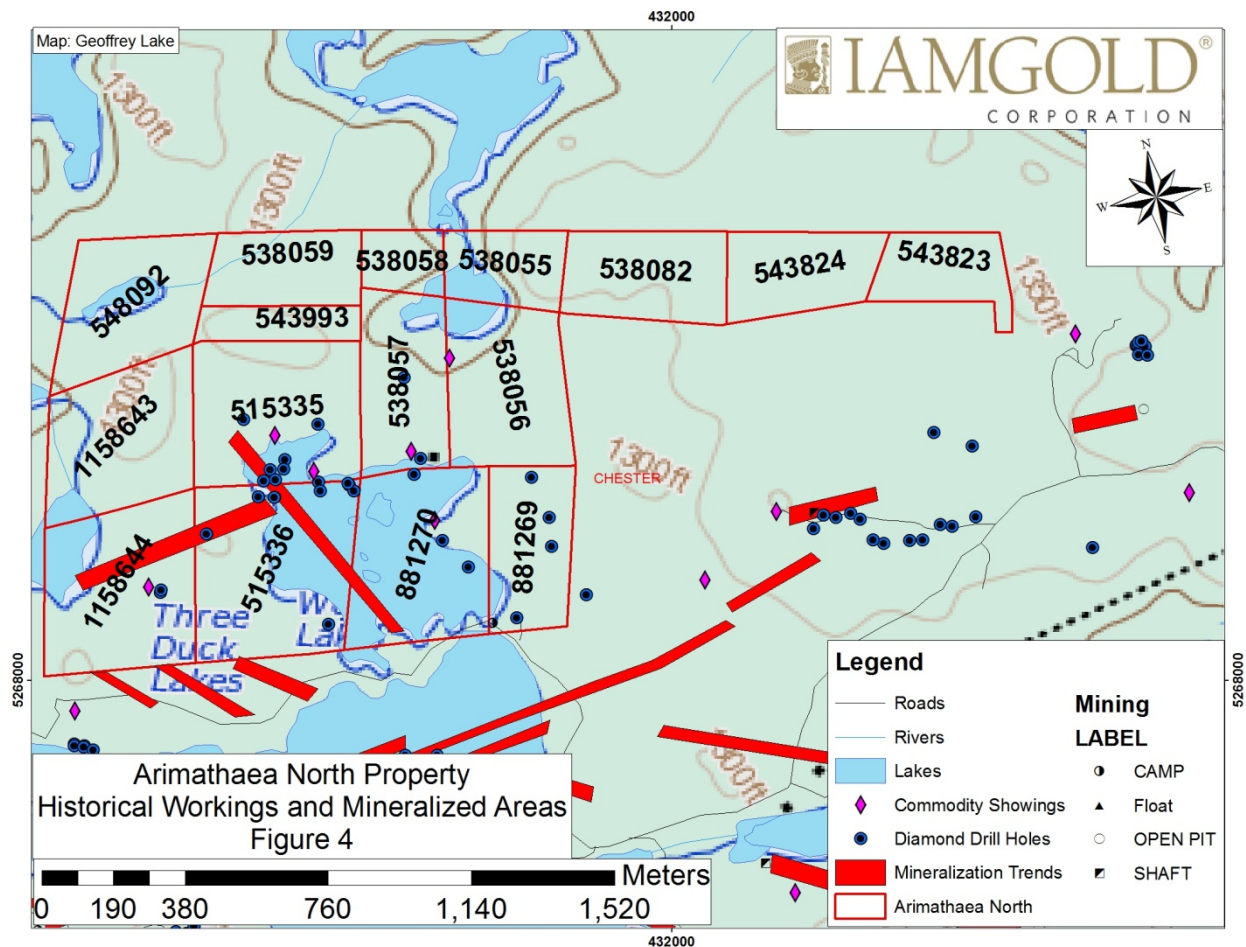 432000
Map: Geoffrey Lake
IAMGOLD®
CORPORATION
N
W E
S
1300ft
1300ft
538059
538058
538055
538082
543824
543823
548092
543993
1350ft
538057
538056
1300ft
515335
1158643
1300ft
CHESTER
881270
881269
515336
1158644
Three
Duck
Lakes
5268000
5268000
1300ft
Arimathaea North Property
Historical Workings and Mineralized Areas
Figure 4
Meters
0 190 380 760 1,140 1,520
Legend
Roads
Rivers
Lakes
Commodity Showings
Diamond Drill Holes
Mineralization Trends
Arimathaea North
Mining
LABEL
CAMP
Float
OPEN PIT
SHAFT
432000